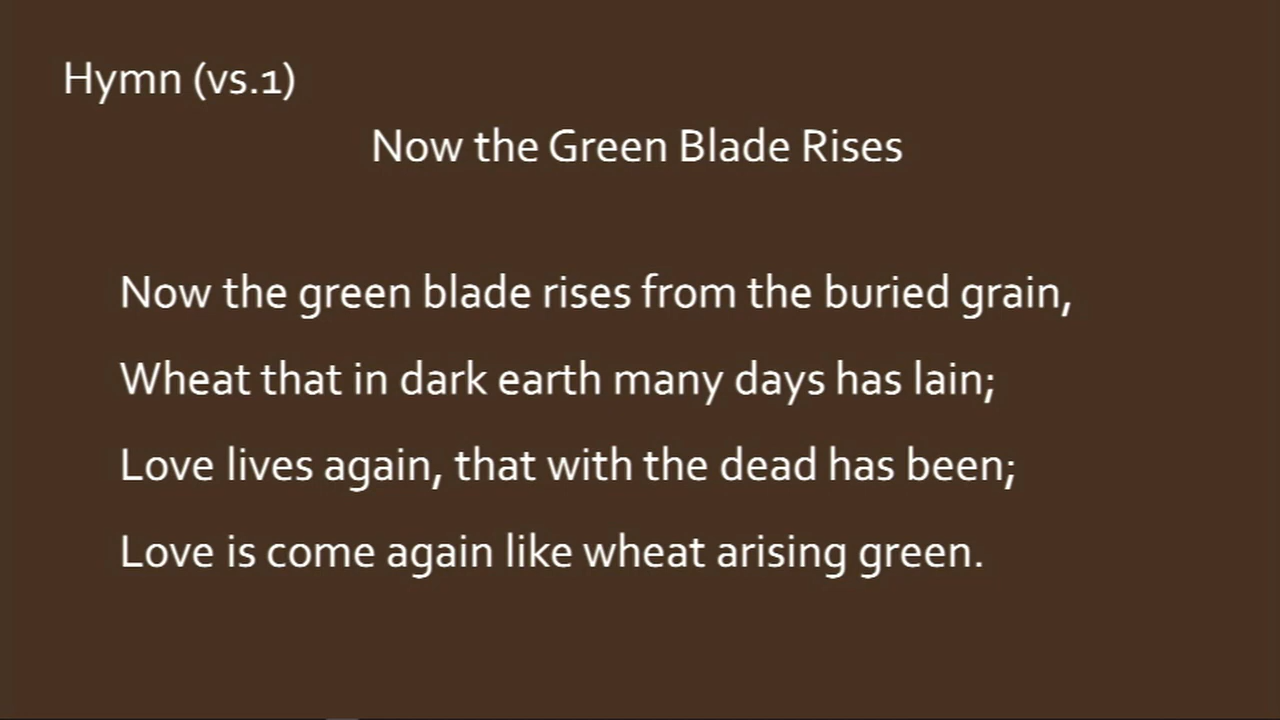 Hymn (vs.1)
Now the Green Blade Rises
Now the green blade rises from the buried grain,
Wheat that in dark earth many days has lain;
Love lives again, that with the dead has been;
Love is come again like wheat arising green.